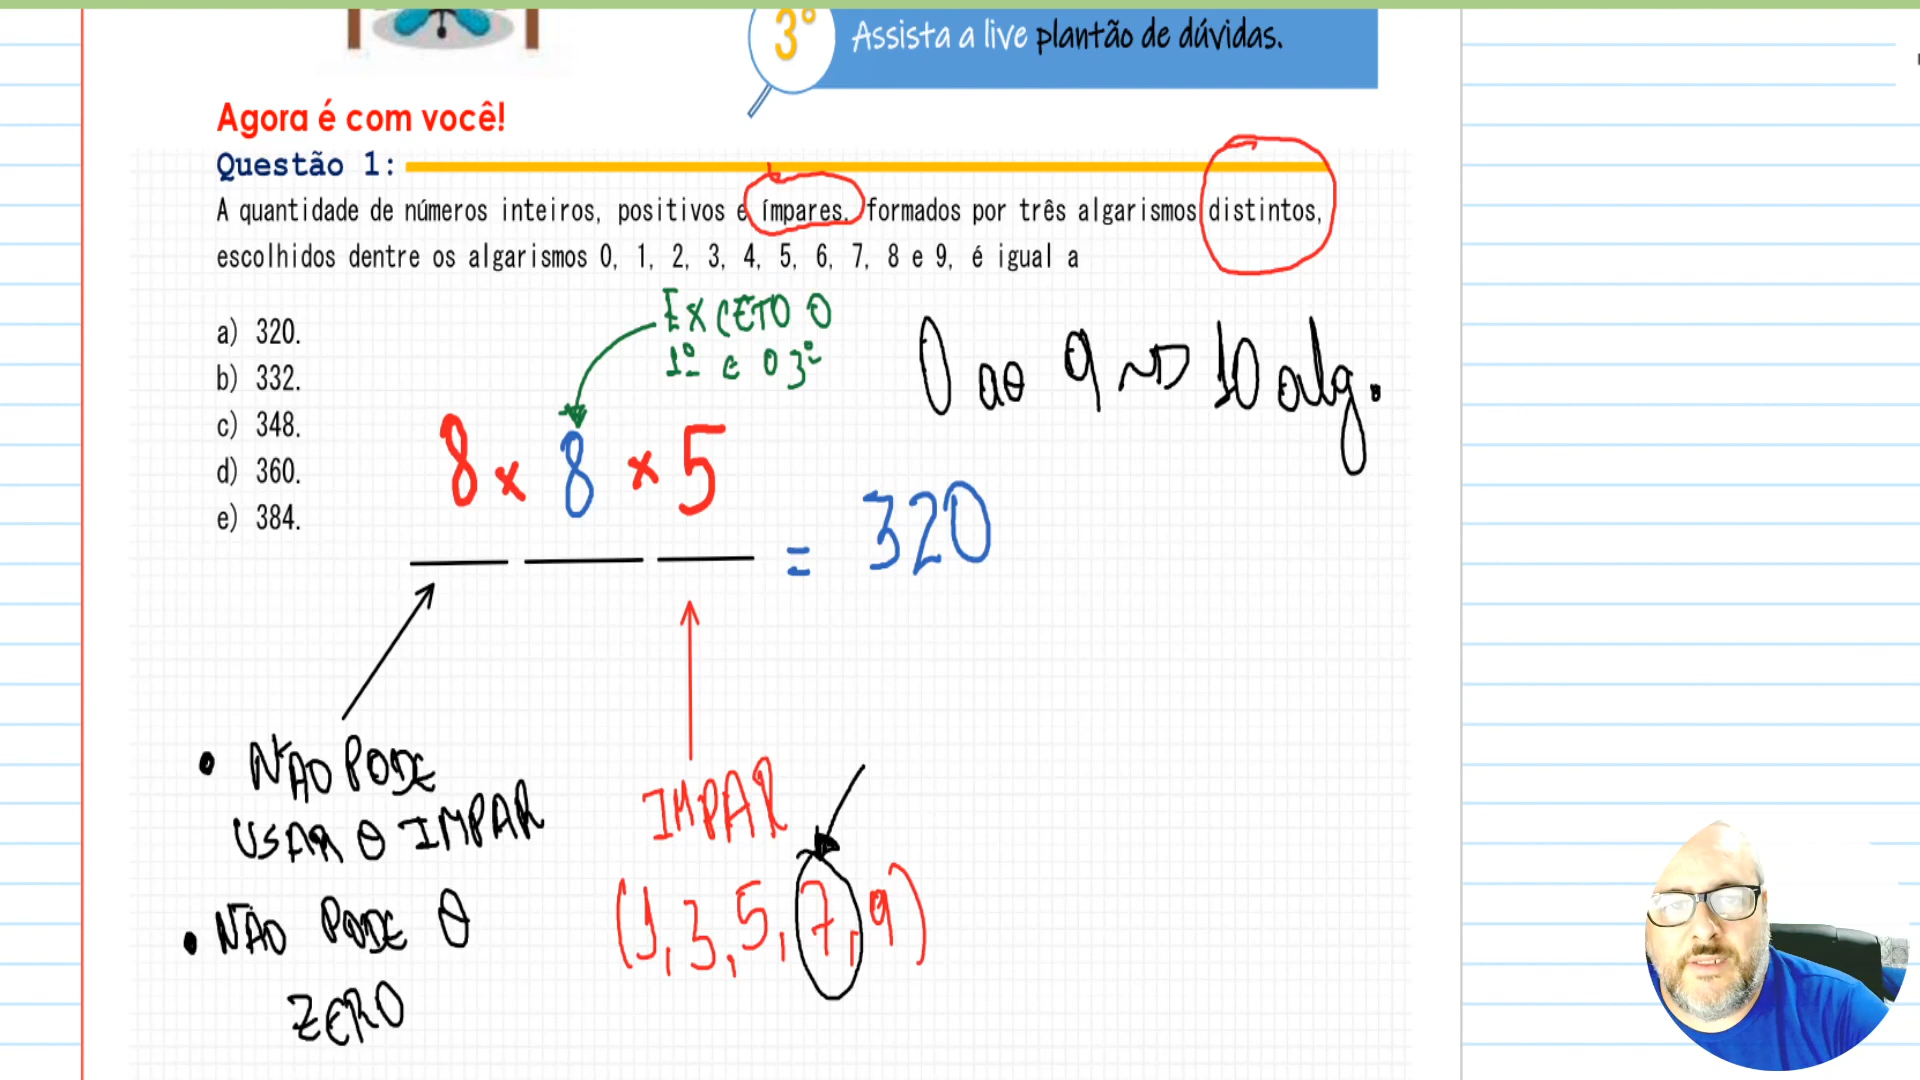 3º
Assista a live plantão de dúvidas.
Agora é com você!
Questão 1:
A quantidade de números inteiros, positivos e ímpares, formados por três algarismos distintos,
escolhidos dentre os algarismos 0, 1, 2, 3, 4, 5, 6, 7, 8 e 9, é igual a
a) 320.
b) 332.
c) 348.
d) 360.
e) 384.
EXCETO O
1º e o 3º
0 ao 9 → 10 alg.
8 x 8 x 5
= 320
• NÃO PODE
USAR O IMPAR
• NÃO PODE O
ZERO
IMPAR
(1, 3, 5, 7, 9)